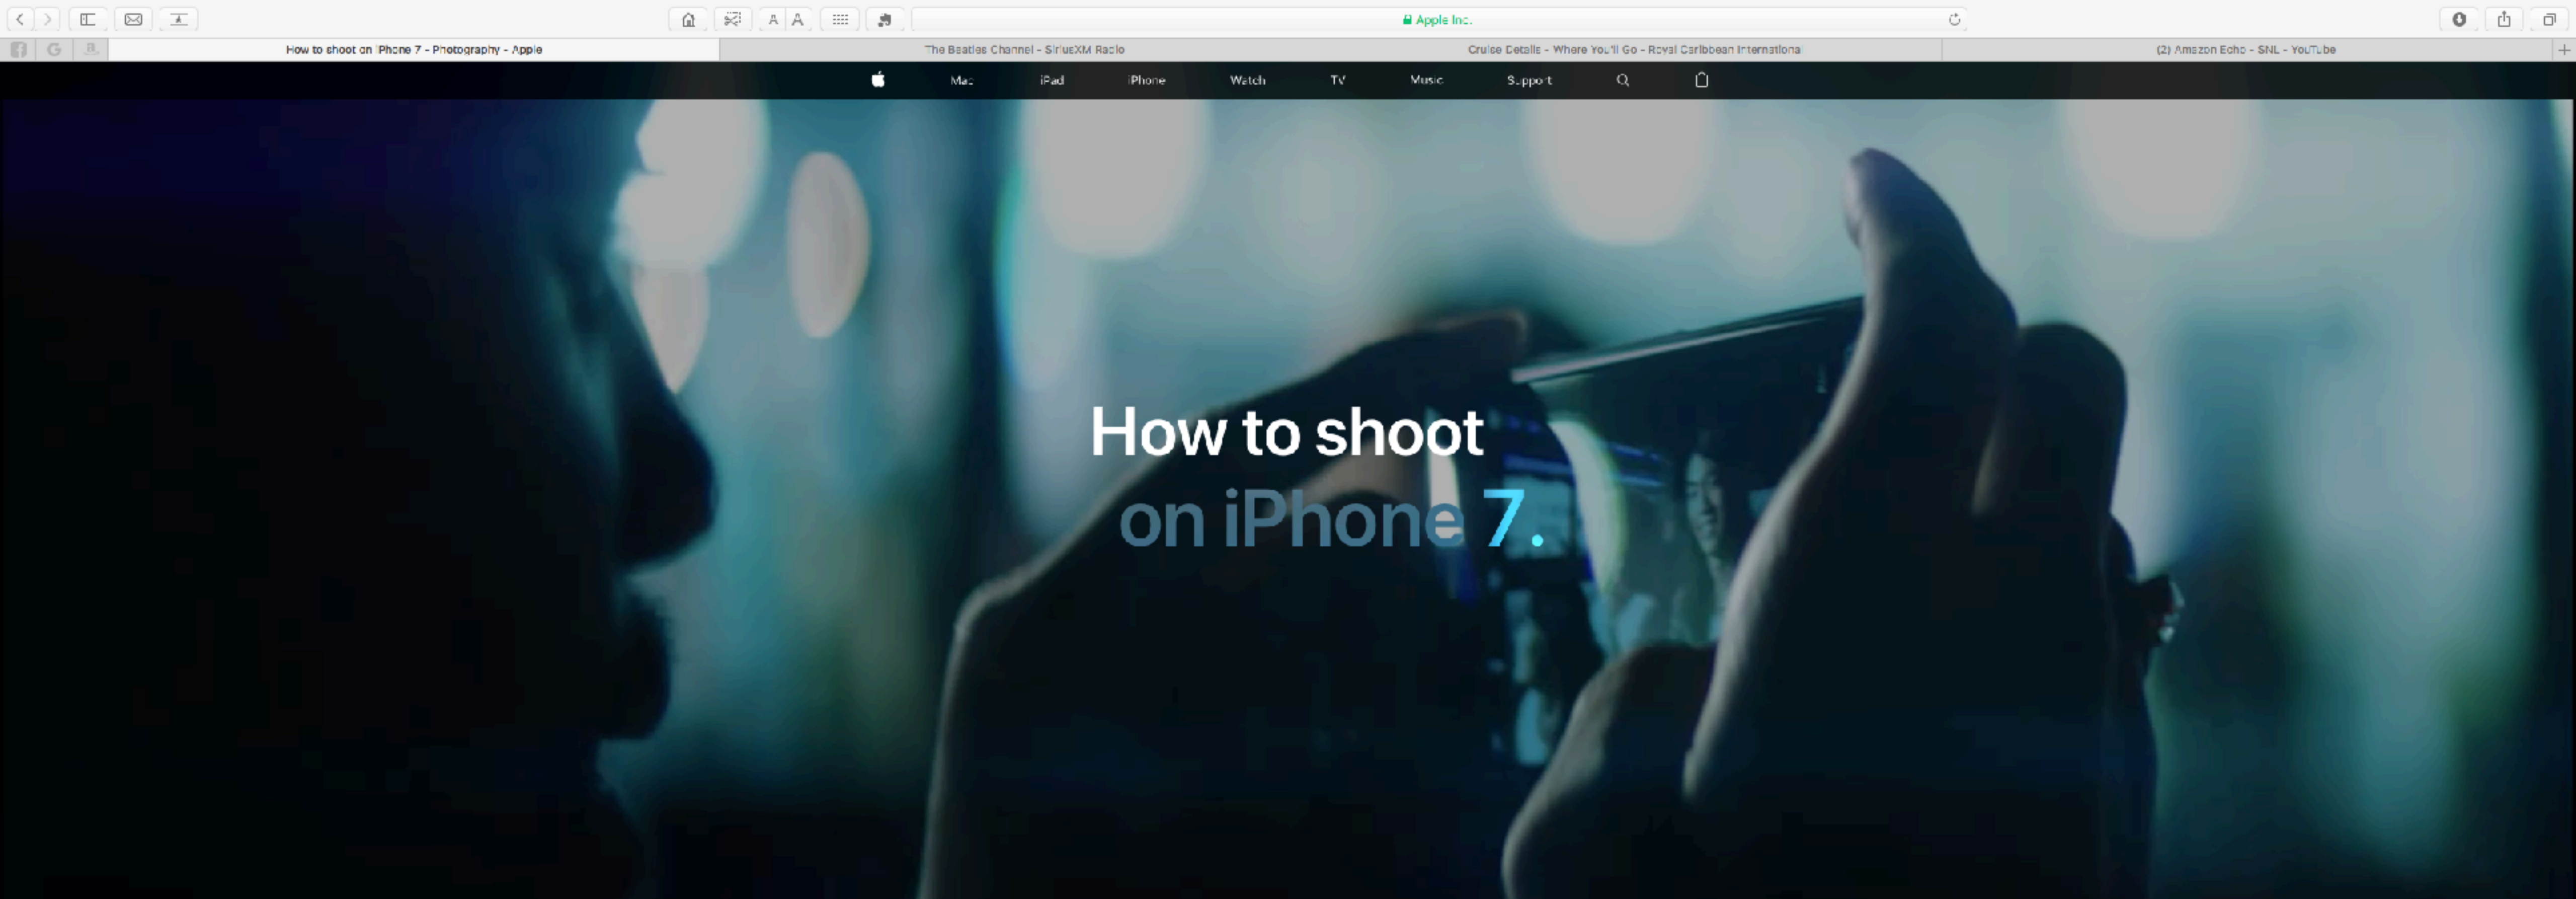 A A
Apple Inc.
G a
How to shoot on iPhone 7 - Photography - Apple
The Beatles Channel - SiriusXM Radio
Cruise Details - Where You'll Go - Royal Caribbean International
(2) Amazon Echo - SNL - YouTube
Mac iPad iPhone Watch TV Music Support
How to shoot
on iPhone 7.